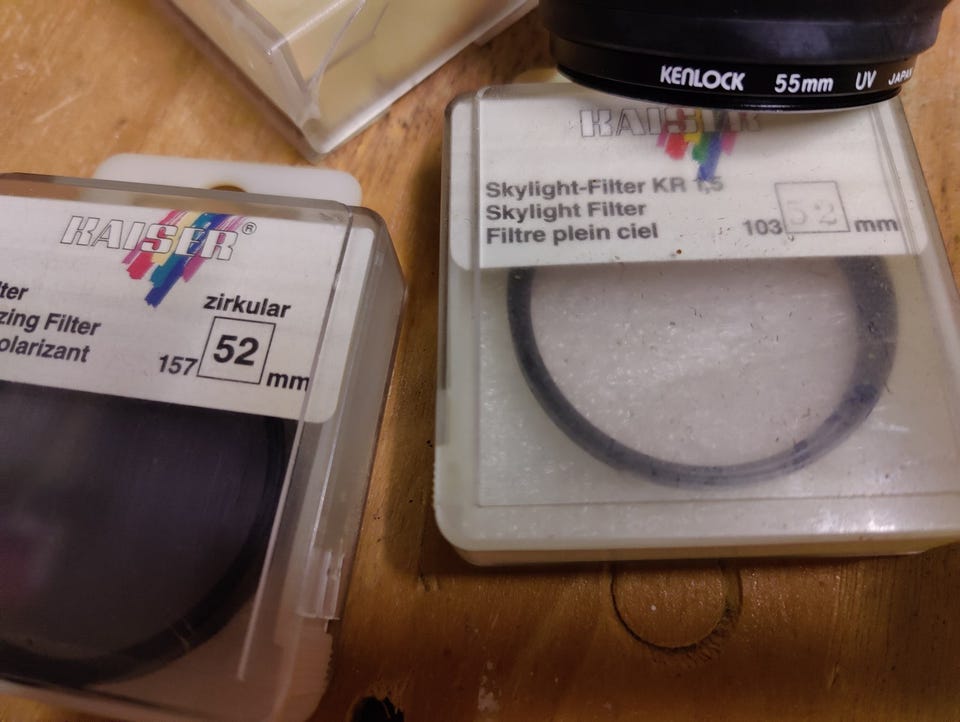 KENLOCK 55mm UV JAPAN
KAISER
Skylight-Filter KR 1,5
Skylight Filter
Filtre plein ciel
103 52 mm
KAISER®
lter
zirkular
zing Filter
olarizant
157 52 mm